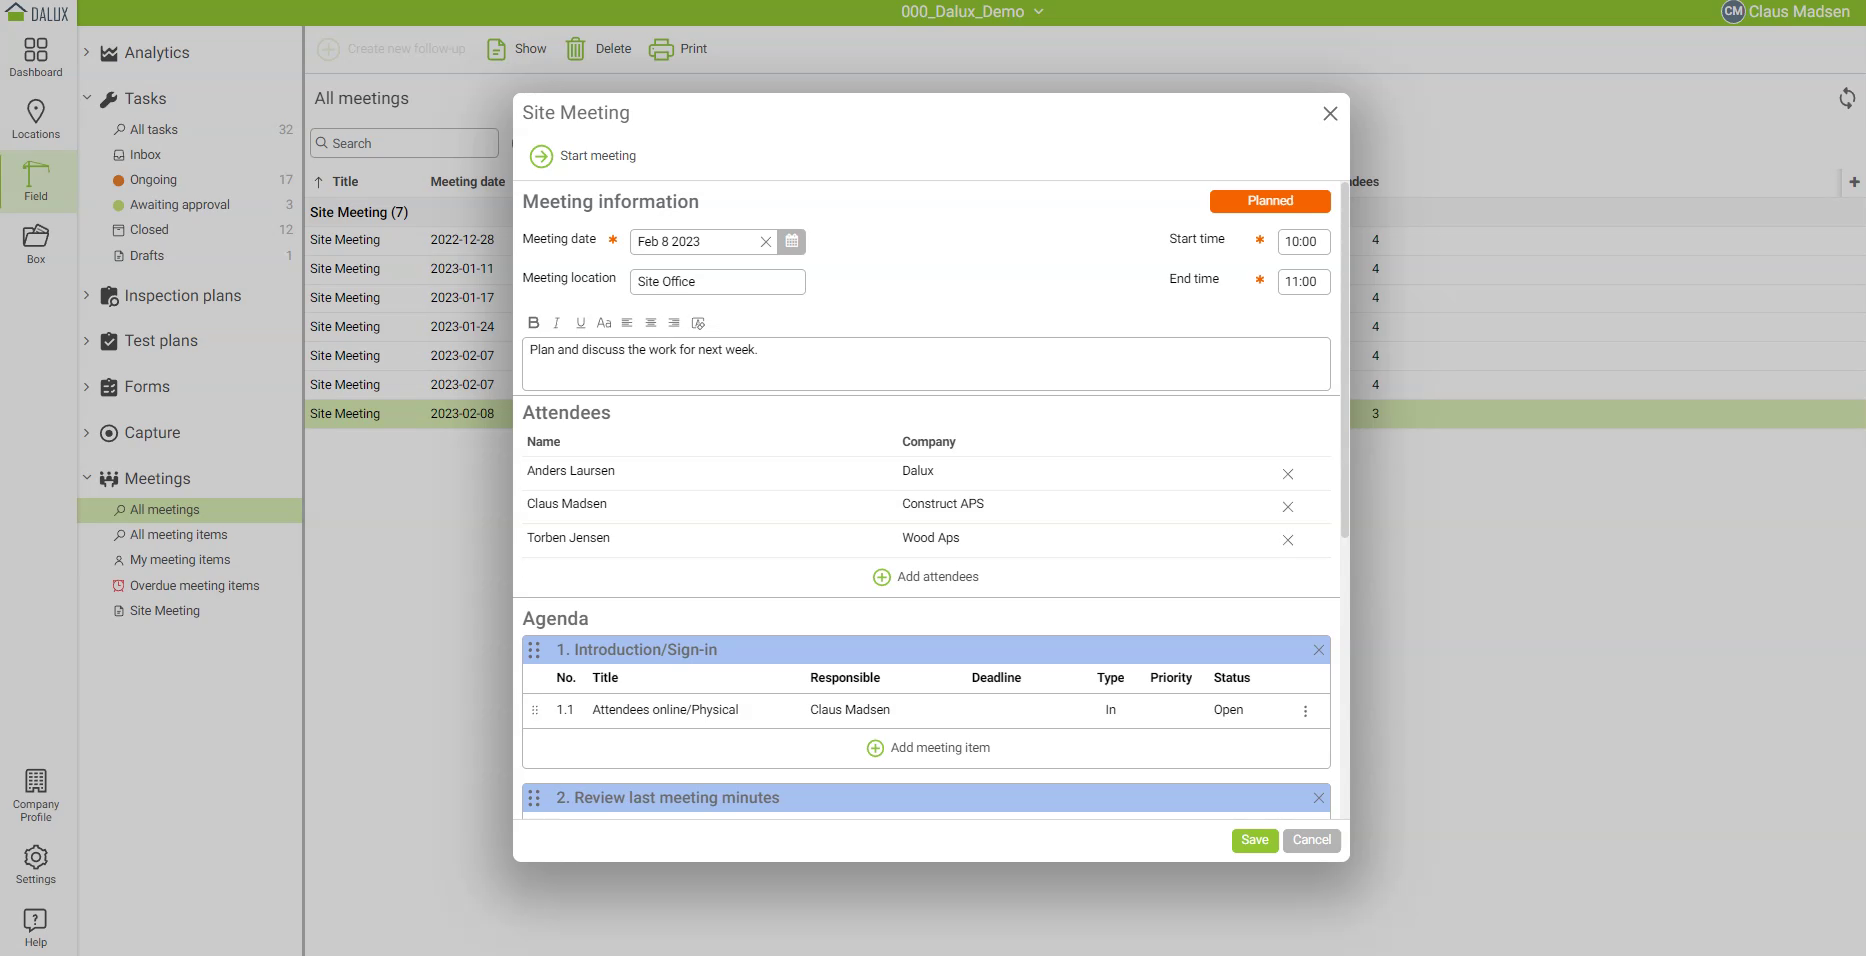 DALUX
000_Dalux_Demo
CM Claus Madsen
Dashboard
Locations
Field
Box
Company
Profile
Settings
Help
Analytics
Tasks
All tasks 32
Inbox
Ongoing 17
Awaiting approval 3
Closed 12
Drafts 1
Inspection plans
Test plans
Forms
Capture
Meetings
All meetings
All meeting items
My meeting items
Overdue meeting items
Site Meeting
Create new follow-up Show Delete Print
All meetings
Search
Title Meeting date
Site Meeting (7)
Site Meeting 2022-12-28 4
Site Meeting 2023-01-11 4
Site Meeting 2023-01-17 4
Site Meeting 2023-01-24 4
Site Meeting 2023-02-07 4
Site Meeting 2023-02-07 4
Site Meeting 2023-02-08 3
Site Meeting
Start meeting
Meeting information Planned
Meeting date * Feb 8 2023 Start time * 10:00
Meeting location Site Office End time * 11:00
B I U Aa
Plan and discuss the work for next week.
Attendees
Name Company
Anders Laursen Dalux
Claus Madsen Construct APS
Torben Jensen Wood Aps
Add attendees
Agenda
1. Introduction/Sign-in
No. Title Responsible Deadline Type Priority Status
1.1 Attendees online/Physical Claus Madsen In Open
Add meeting item
2. Review last meeting minutes
Save Cancel